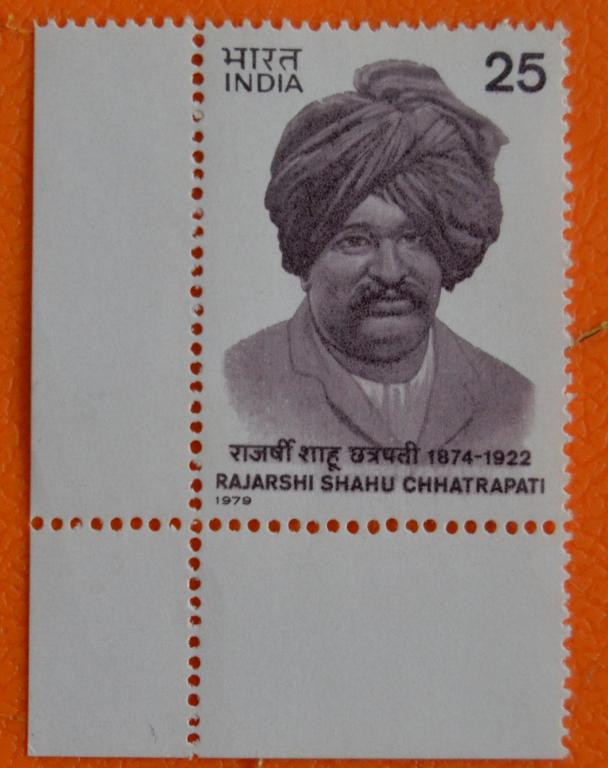 भारत 25
INDIA
राजर्षी शाहू छत्रपती 1874-1922
RAJARSHI SHAHU CHHATRAPATI
1979